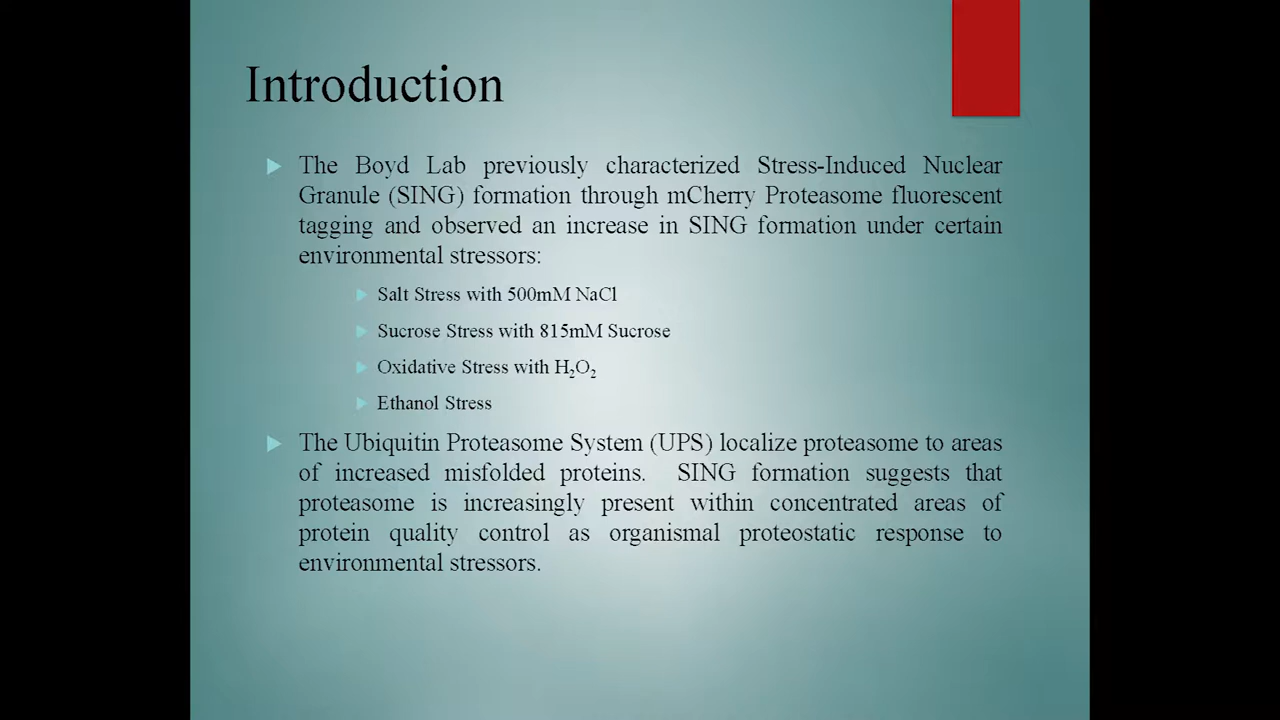 Introduction
The Boyd Lab previously characterized Stress-Induced Nuclear
Granule (SING) formation through mCherry Proteasome fluorescent
tagging and observed an increase in SING formation under certain
environmental stressors:
Salt Stress with 500mM NaCl
Sucrose Stress with 815mM Sucrose
Oxidative Stress with H₂O₂
Ethanol Stress
The Ubiquitin Proteasome System (UPS) localize proteasome to areas
of increased misfolded proteins. SING formation suggests that
proteasome is increasingly present within concentrated areas of
protein quality control as organismal proteostatic response to
environmental stressors.